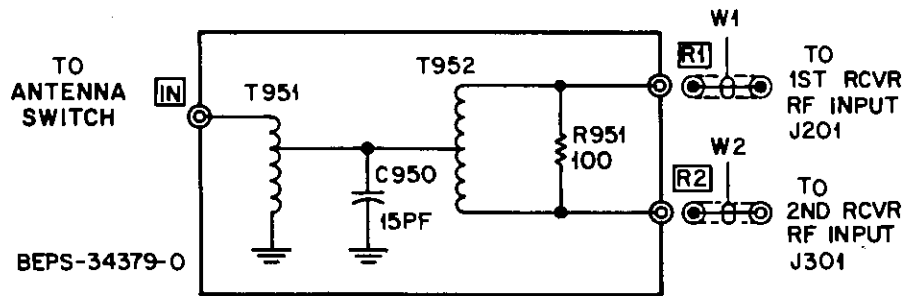 TO
ANTENNA
SWITCH
IN
T951
T952
C950
15PF
R951
100
R1
W1
TO
1ST RCVR
RF INPUT
J201
R2
W2
TO
2ND RCVR
RF INPUT
J301
BEPS-34379-O